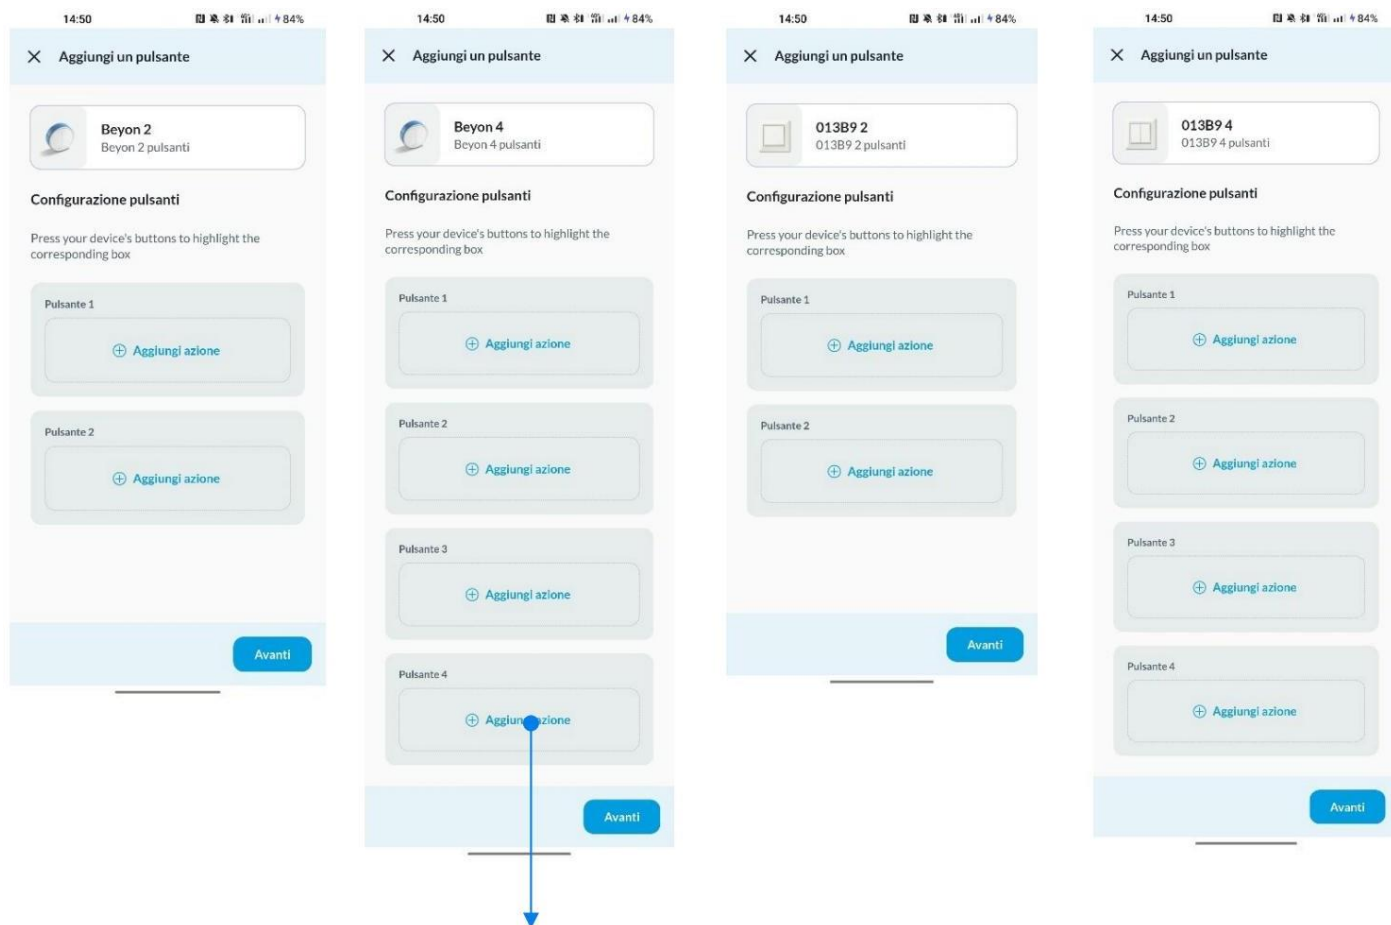 14:50
84%
Aggiungi un pulsante
Beyon 2
Beyon 2 pulsanti
Configurazione pulsanti
Press your device's buttons to highlight the
corresponding box
Pulsante 1
Aggiungi azione
Pulsante 2
Aggiungi azione
Avanti
14:50
84%
Aggiungi un pulsante
Beyon 4
Beyon 4 pulsanti
Configurazione pulsanti
Press your device's buttons to highlight the
corresponding box
Pulsante 1
Aggiungi azione
Pulsante 2
Aggiungi azione
Pulsante 3
Aggiungi azione
Pulsante 4
Aggiungi azione
Avanti
14:50
84%
Aggiungi un pulsante
013B9 2
013B9 2 pulsanti
Configurazione pulsanti
Press your device's buttons to highlight the
corresponding box
Pulsante 1
Aggiungi azione
Pulsante 2
Aggiungi azione
Avanti
14:50
84%
Aggiungi un pulsante
013B9 4
013B9 4 pulsanti
Configurazione pulsanti
Press your device's buttons to highlight the
corresponding box
Pulsante 1
Aggiungi azione
Pulsante 2
Aggiungi azione
Pulsante 3
Aggiungi azione
Pulsante 4
Aggiungi azione
Avanti